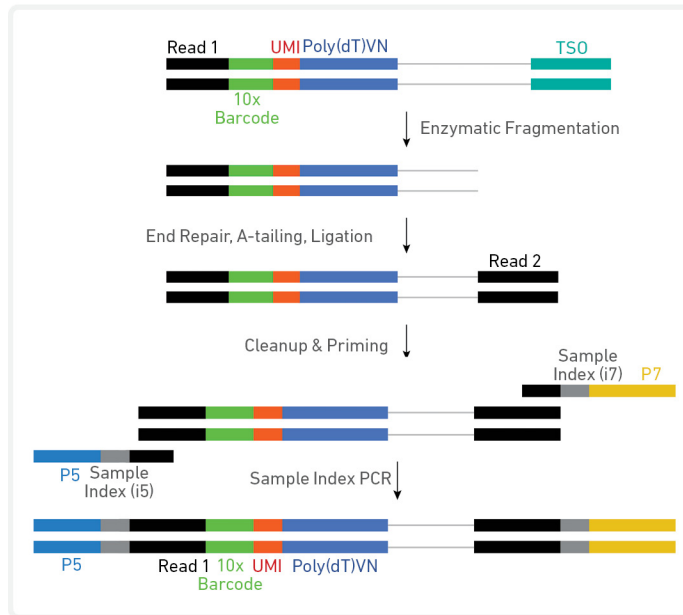 Read 1 UMI Poly(dT)VN TSO
10x
Barcode
Enzymatic Fragmentation
End Repair, A-tailing, Ligation
Read 2
Cleanup & Priming
Sample
Index (i7) P7
P5 Sample
Index (i5)
Sample Index PCR
P5 Read 1 10x UMI Poly(dT)VN
Barcode